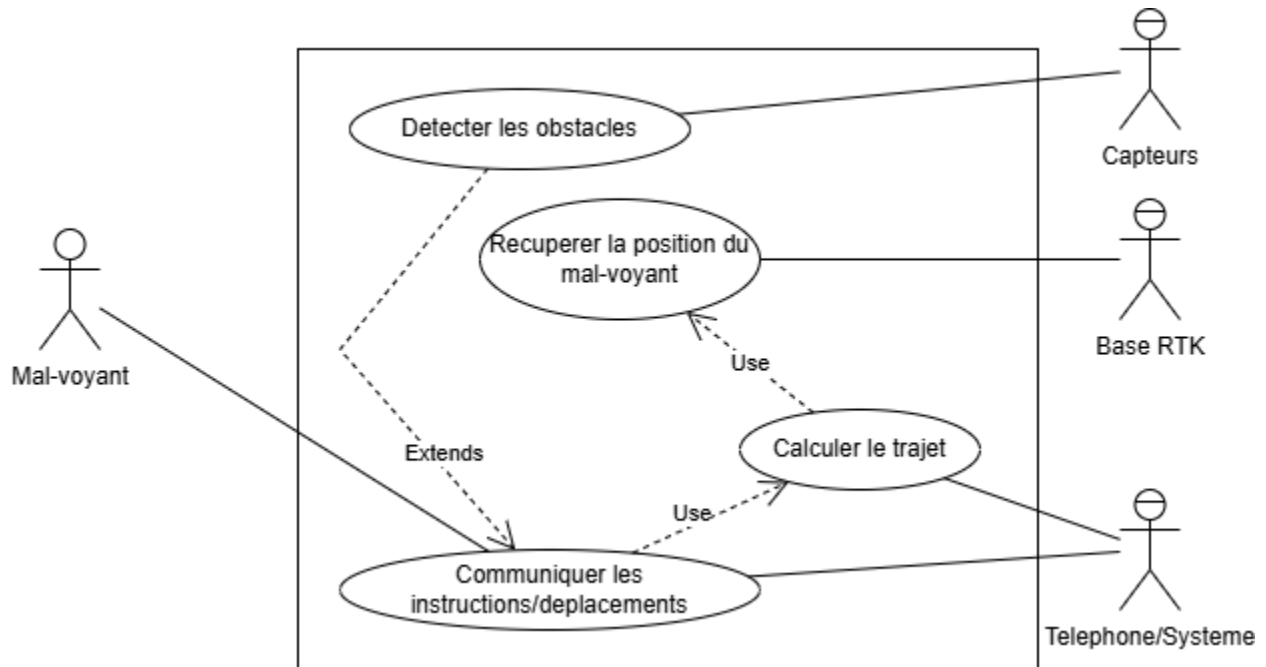 Detecter les obstacles
Capteurs
Recuperer la position du
mal-voyant
Base RTK
Mal-voyant
Use
Calculer le trajet
Extends
Use
Communiquer les
instructions/deplacements
Telephone/Systeme